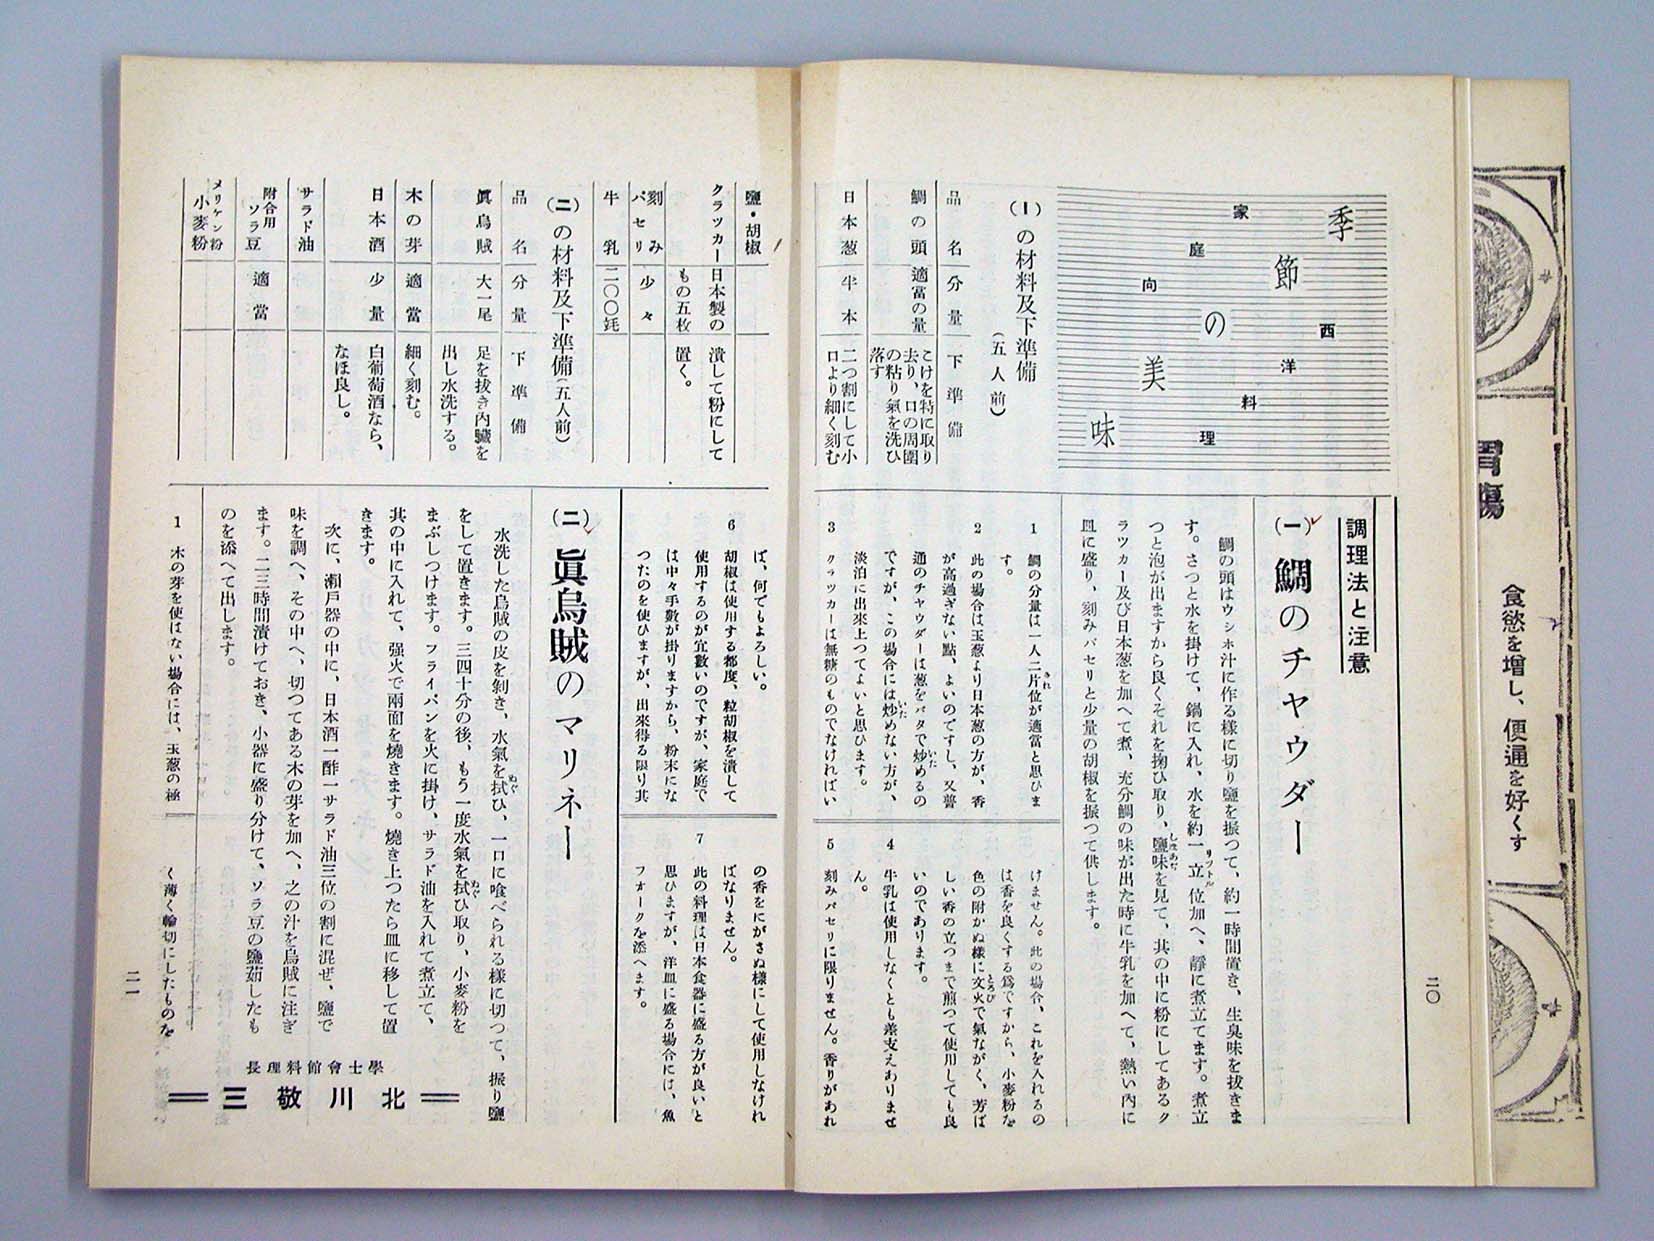 季節の美味
家庭向西洋料理
(1)の材料及下準備
(五人前)
品名 分量 下準備
鯛の頭 適當の量 こけを特に取り
去り、口の周圍
の粘り氣を洗ひ
落す
日本葱 半本 二つ割にして小
口より細く刻む
調理法と注意
(一) 鯛のチヤウダー
鯛の頭はウシホ汁に作る樣に切り鹽を振つて、約一時間置き、生臭味を拔きま
す。さつと水を掛けて、鍋に入れ、水を約一立位加へ、靜に煮立てます。煮立
つと泡が出ますから良くそれを掬ひ取り、鹽味を見て、其の中に粉にしてあるク
ラツカー及び日本葱を加へて煮、充分鯛の味が出た時に牛乳を加へて、熱い內に
皿に盛り、刻みパセリと少量の胡椒を振つて供します。
1 鯛の分量は一人二片位が適當と思ひま
す。
2 此の場合は玉葱より日本葱の方が、香
が高過ぎない點、よいのですし、又普
通のチヤウダーは葱をバタで炒めるの
ですが、この場合には炒めない方が、
淡泊に出來上つてよいと思ひます。
3 クラツカーは無糖のものでなければい
けません。此の場合、これを入れるの
は香を良くする爲ですから、小麥粉を
色の附かぬ樣に文火で氣ながく、芳ば
しい香の立つまで煎つて使用しても良
いのであります。
4 牛乳は使用しなくとも差支えありませ
ん。
5 刻みパセリに限りません。香りがあれ
二〇
鹽・胡椒
クラツカー 日本製の
もの五枚 潰して粉にして
置く。
刻み
パセリ 少々
牛乳 二〇〇竓
(二)の材料及下準備(五人前)
品名 分量 下準備
眞烏賊 大一尾 足を拔き內臟を
出し水洗する。
木の芽 適當 細く刻む。
日本酒 少量 白葡萄酒なら、
なほ良し。
サラド油
附合用
ソラ豆 適當
メリケン粉
小麥粉
ば、何でもよろしい。
6 胡椒は使用する都度、粒胡椒を潰して
使用するのが宜敷いのですが、家庭で
は中々手數が掛りますから、粉末にな
つたのを使ひますが、出來得る限り其
の香をにがさぬ樣にして使用しなけれ
ばなりません。
7 此の料理は日本食器に盛る方が良いと
思ひますが、洋皿に盛る場合には、魚
フオークを添へます。
(二) 眞烏賊のマリネー
水洗した烏賊の皮を剝き、水氣を拭ひ、一口に喰べられる樣に切つて、振り鹽
をして置きます。三四十分の後、もう一度水氣を拭ひ取り、小麥粉を
まぶしつけます。フライパンを火に掛け、サラド油を入れて煮立て、
其の中に入れて、强火で兩面を燒きます。燒き上つたら皿に移して置
きます。
次に、瀨戶器の中に、日本酒一酢一サラド油三位の割に混ぜ、鹽で
味を調へ、その中へ、切つてある木の芽を加へ、之の汁を烏賊に注ぎ
ます。二三時間漬けておき、小器に盛り分けて、ソラ豆の鹽茹したも
のを添へて出します。
1 木の芽を使はない場合には、玉葱の極
く薄く輪切にしたものを
學士會館料理長
北川敬三
二一
胃腸
食慾を增し、便通を好くす